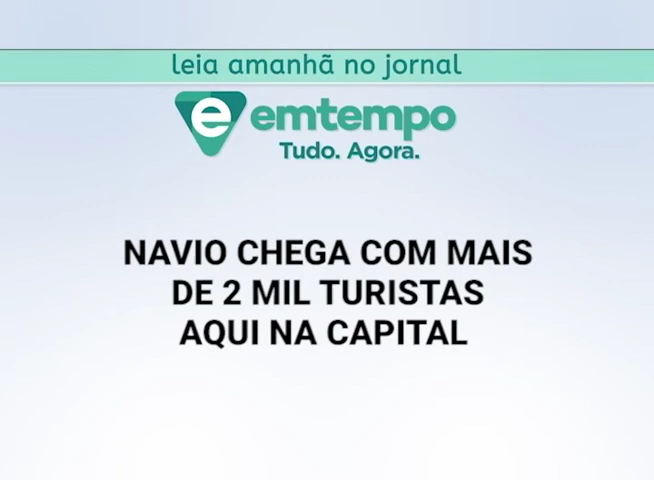 leia amanhã no jornal
e emtempo
Tudo. Agora.
NAVIO CHEGA COM MAIS
DE 2 MIL TURISTAS
AQUI NA CAPITAL